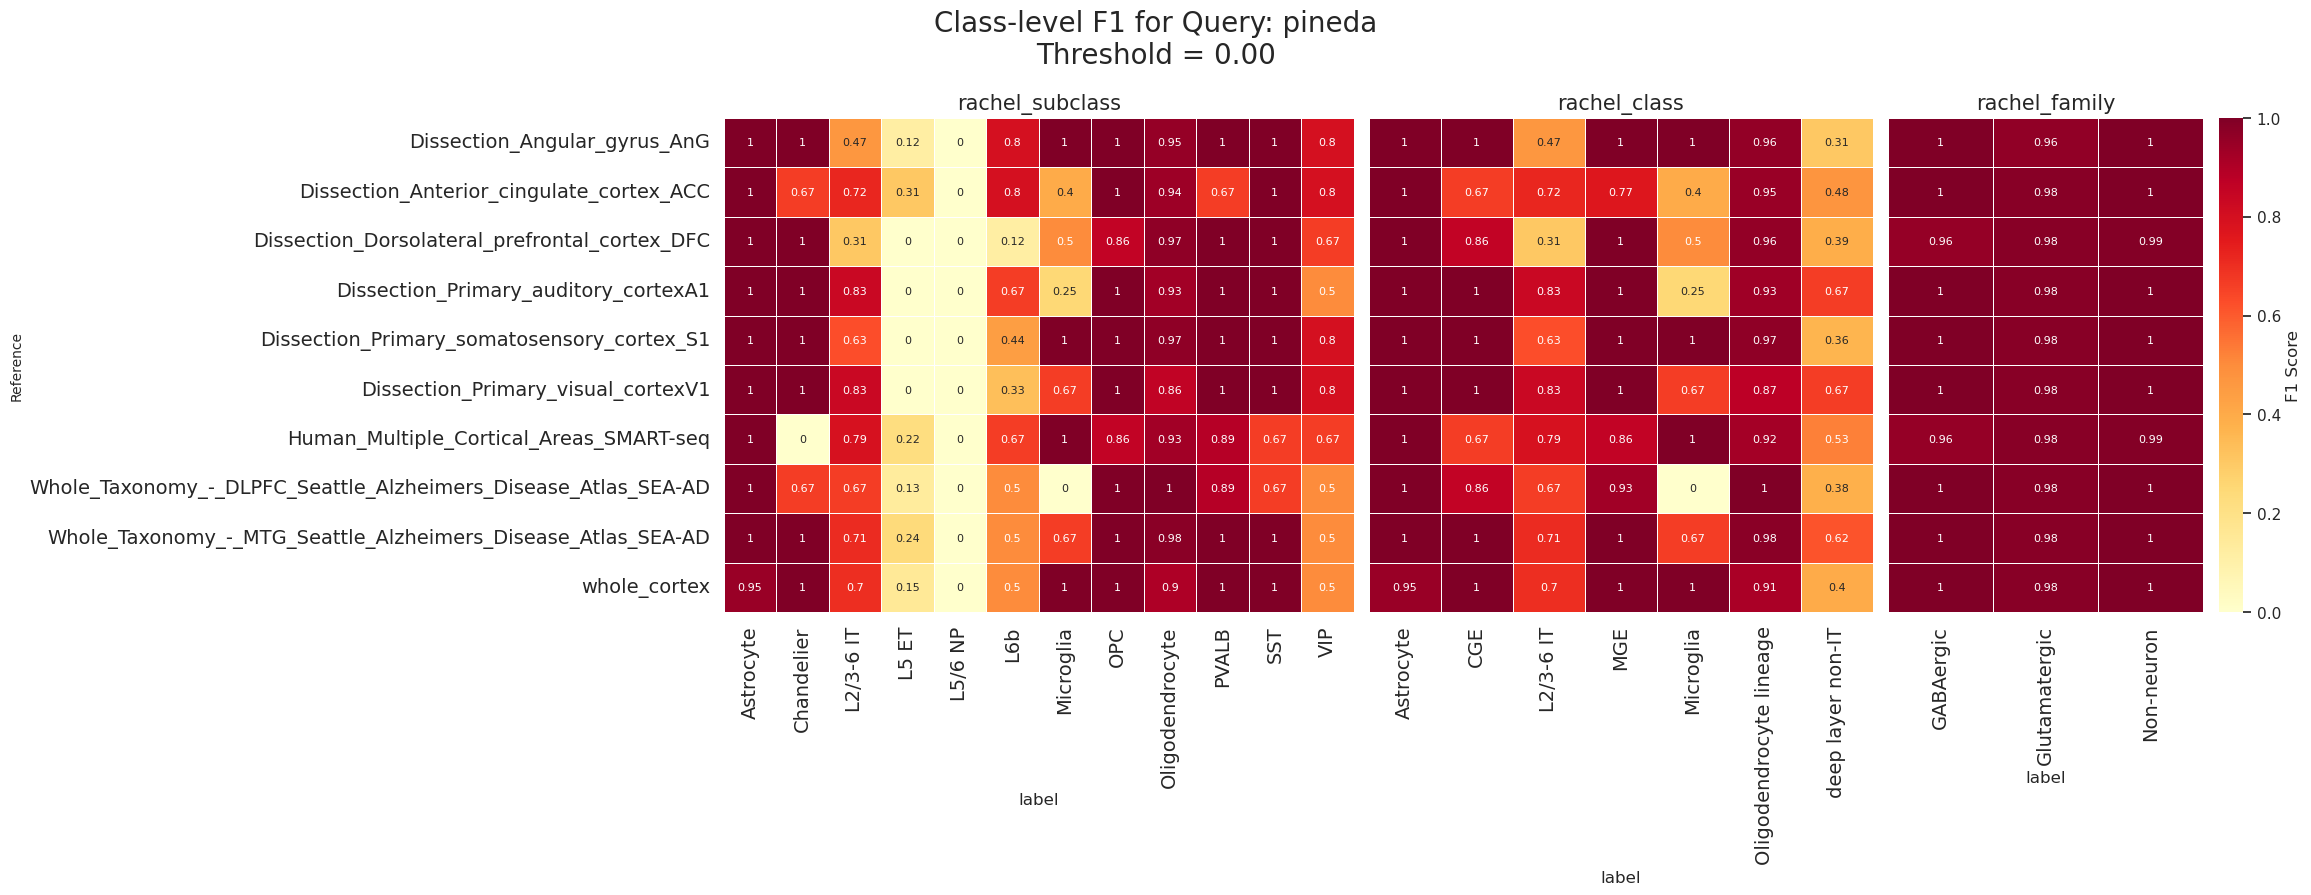 Class-level F1 for Query: pineda
Threshold = 0.00
rachel_subclass
rachel_class
rachel_family
Reference
Dissection_Angular_gyrus_AnG 1 1 0.47 0.12 0 0.8 1 1 0.95 1 1 0.8 1 1 0.47 1 1 0.96 0.31 1 0.96 1
Dissection_Anterior_cingulate_cortex_ACC 1 0.67 0.72 0.31 0 0.8 0.4 1 0.94 0.67 1 0.8 1 0.67 0.72 0.77 0.4 0.95 0.48 1 0.98 1
Dissection_Dorsolateral_prefrontal_cortex_DFC 1 1 0.31 0 0 0.12 0.5 0.86 0.97 1 1 0.67 1 0.86 0.31 1 0.5 0.96 0.39 0.96 0.98 0.99
Dissection_Primary_auditory_cortexA1 1 1 0.83 0 0 0.67 0.25 1 0.93 1 1 0.5 1 1 0.83 1 0.25 0.93 0.67 1 0.98 1
Dissection_Primary_somatosensory_cortex_S1 1 1 0.63 0 0 0.44 1 1 0.97 1 1 0.8 1 1 0.63 1 1 0.97 0.36 1 0.98 1
Dissection_Primary_visual_cortexV1 1 1 0.83 0 0 0.33 0.67 1 0.86 1 1 0.8 1 1 0.83 1 0.67 0.87 0.67 1 0.98 1
Human_Multiple_Cortical_Areas_SMART-seq 1 0 0.79 0.22 0 0.67 1 0.86 0.93 0.89 0.67 0.67 1 0.67 0.79 0.86 1 0.92 0.53 0.96 0.98 0.99
Whole_Taxonomy_-_DLPFC_Seattle_Alzheimers_Disease_Atlas_SEA-AD 1 0.67 0.67 0.13 0 0.5 0 1 1 0.89 0.67 0.5 1 0.86 0.67 0.93 0 1 0.38 1 0.98 1
Whole_Taxonomy_-_MTG_Seattle_Alzheimers_Disease_Atlas_SEA-AD 1 1 0.71 0.24 0 0.5 0.67 1 0.98 1 1 0.5 1 1 0.71 1 0.67 0.98 0.62 1 0.98 1
whole_cortex 0.95 1 0.7 0.15 0 0.5 1 1 0.9 1 1 0.5 0.95 1 0.7 1 1 0.91 0.4 1 0.98 1
Astrocyte
Chandelier
L2/3-6 IT
L5 ET
L5/6 NP
L6b
Microglia
OPC
Oligodendrocyte
PVALB
SST
VIP
label
Astrocyte
CGE
L2/3-6 IT
MGE
Microglia
Oligodendrocyte lineage
deep layer non-IT
label
GABAergic
Glutamatergic
Non-neuron
label
1.0
0.8
0.6
0.4
0.2
0.0
F1 Score